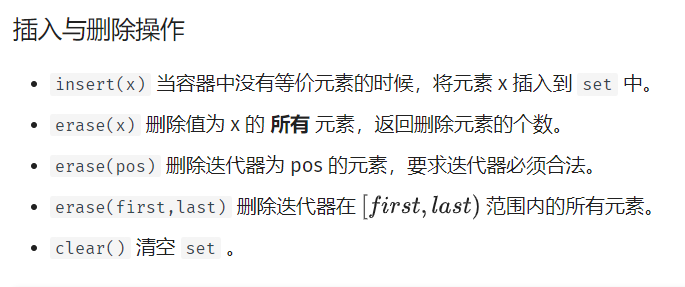 插入与删除操作
insert(x) 当容器中没有等价元素的时候，将元素 x 插入到 set 中。
erase(x) 删除值为 x 的 所有 元素，返回删除元素的个数。
erase(pos) 删除迭代器为 pos 的元素，要求迭代器必须合法。
erase(first,last) 删除迭代器在 [first, last) 范围内的所有元素。
clear() 清空 set 。